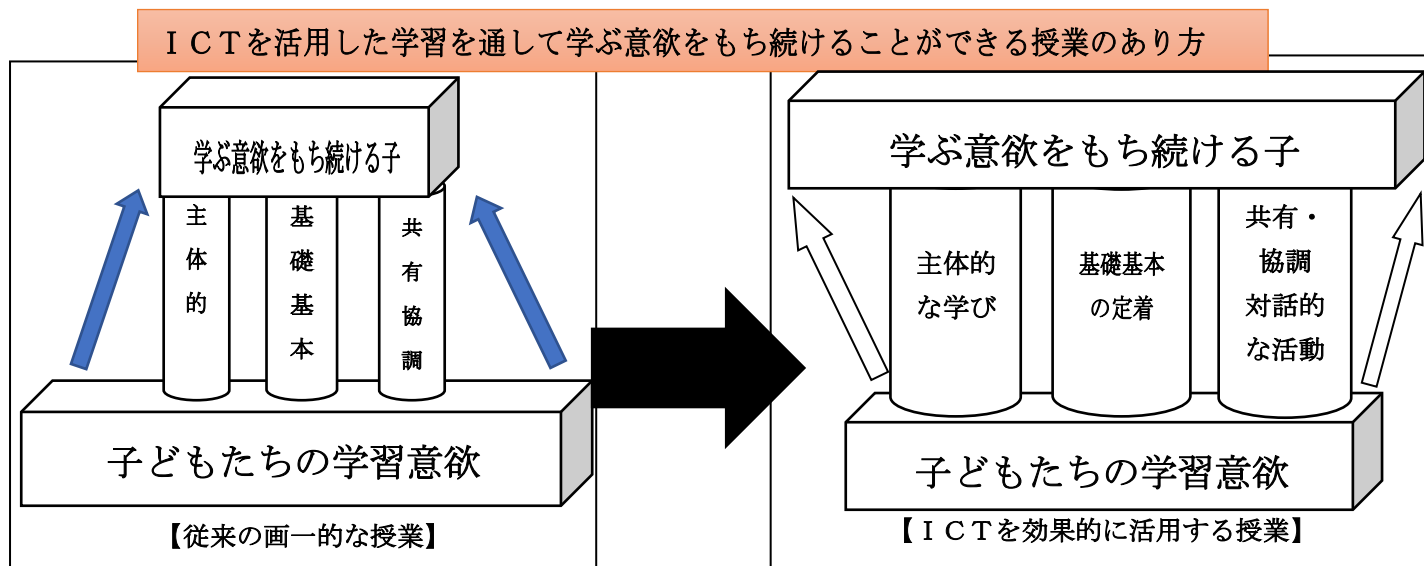 ＩＣＴを活用した学習を通して学ぶ意欲をもち続けることができる授業のあり方
学ぶ意欲をもち続ける子
主体的
基礎基本
共有協調
子どもたちの学習意欲
【従来の画一的な授業】
学ぶ意欲をもち続ける子
主体的
な学び
基礎基本
の定着
共有・
協調
対話的
な活動
子どもたちの学習意欲
【ＩＣＴを効果的に活用する授業】